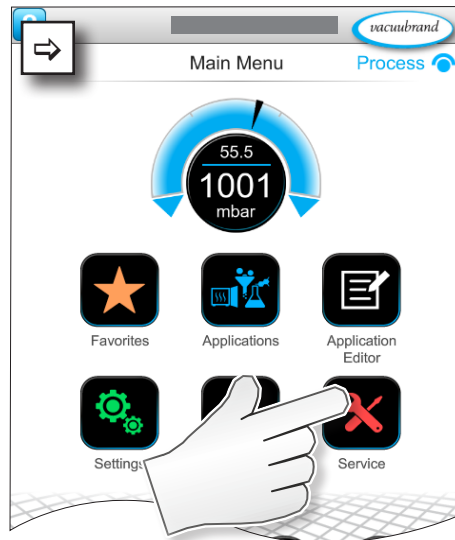 vacuubrand
Main Menu
Process
55.5
1001
mbar
Favorites
Applications
Application
Editor
Settings
Service